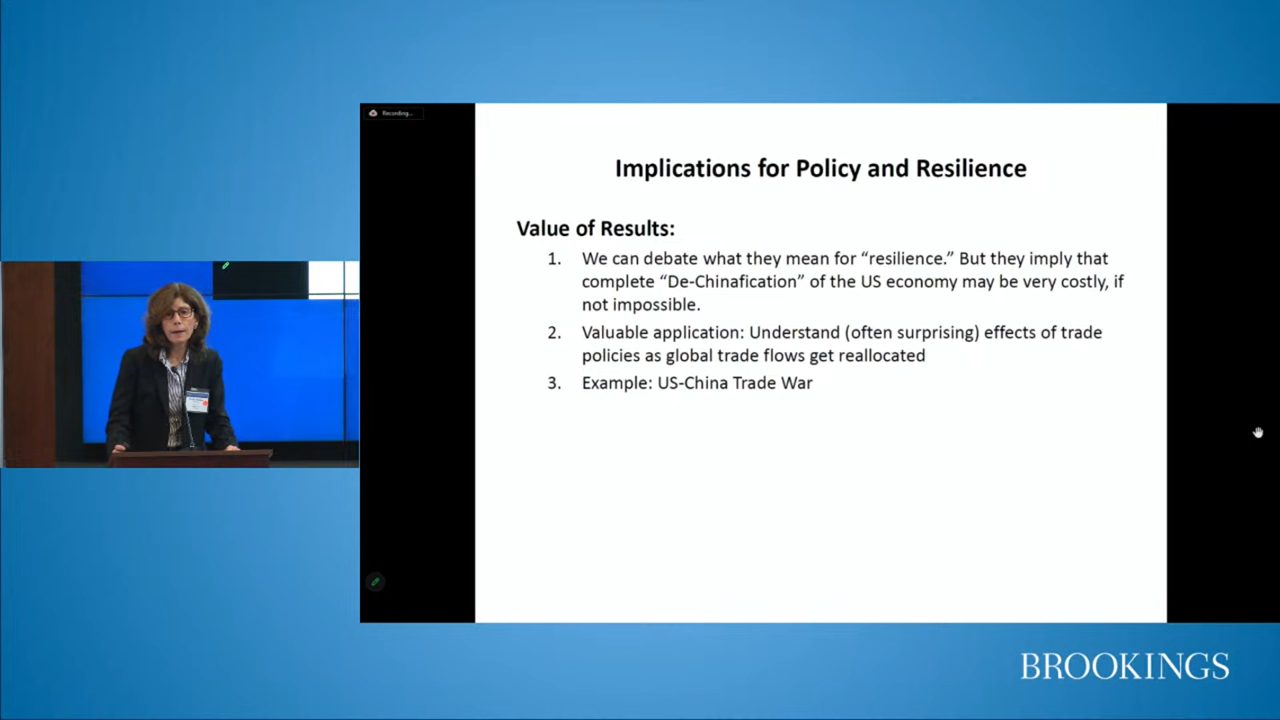 Recording...
Implications for Policy and Resilience
Value of Results:
1. We can debate what they mean for “resilience.” But they imply that
complete “De-Chinafication” of the US economy may be very costly, if
not impossible.
2. Valuable application: Understand (often surprising) effects of trade
policies as global trade flows get reallocated
3. Example: US-China Trade War
BROOKINGS